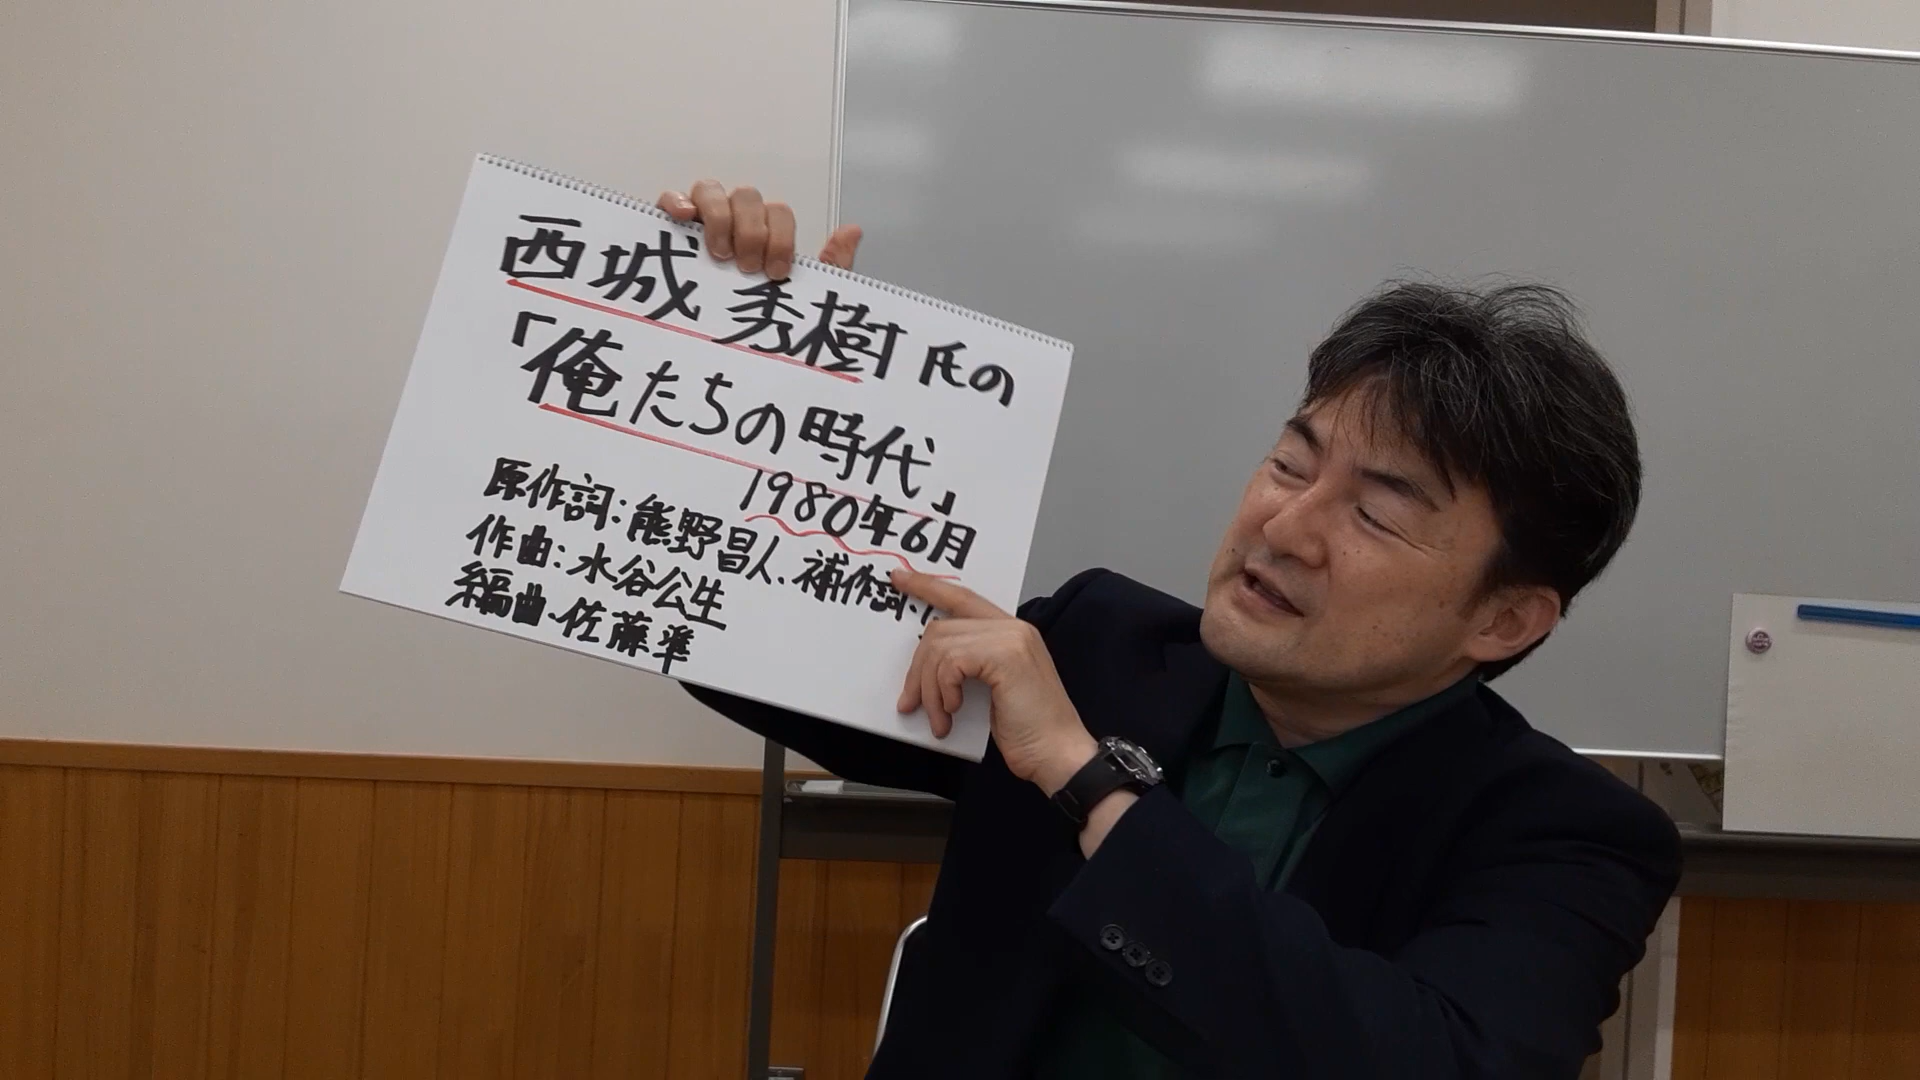 西城秀樹氏の
「俺たちの時代」
1980年6月
原作詞:熊野昌人.補作詞.
作曲:水谷公生
編曲.佐藤準